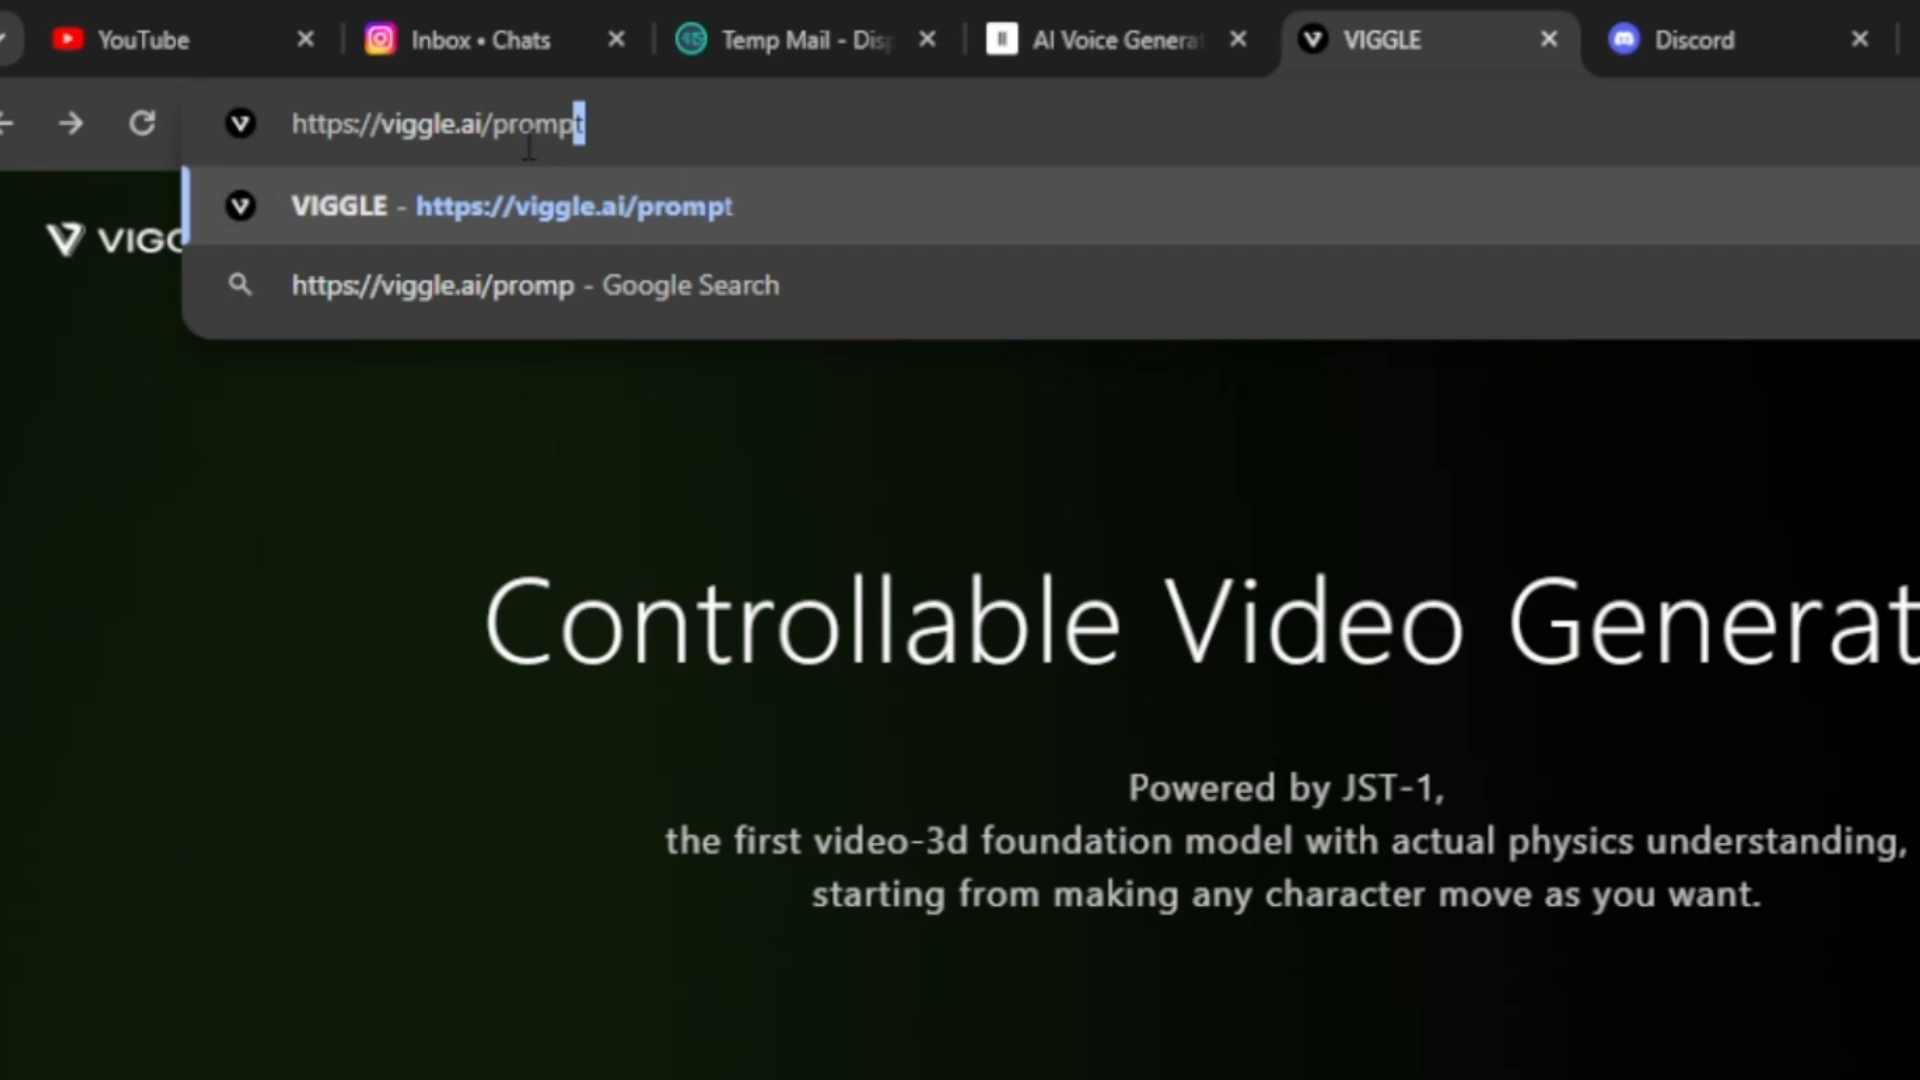 YouTube
Inbox • Chats
Temp Mail - Dis
AI Voice Generat
VIGGLE
Discord
https://viggle.ai/prompt
VIGGLE - https://viggle.ai/prompt
https://viggle.ai/promp - Google Search
VIGG
Controllable Video Generat
Powered by JST-1,
the first video-3d foundation model with actual physics understanding,
starting from making any character move as you want.